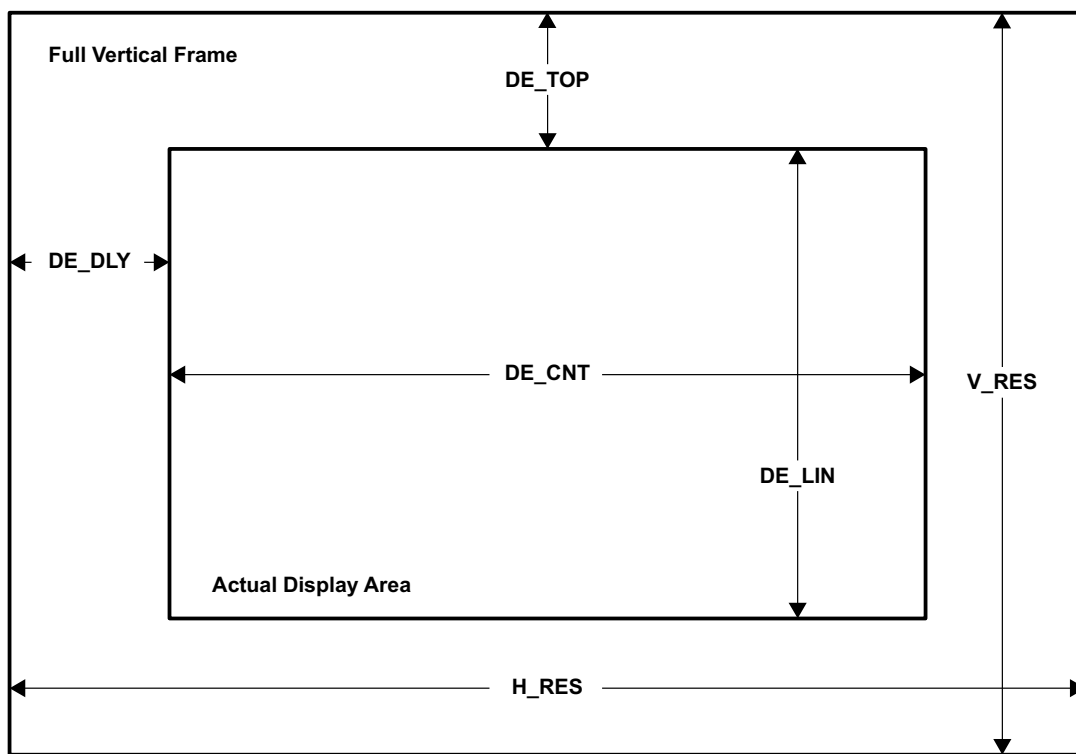 Full Vertical Frame
DE_TOP
DE_DLY
DE_CNT
V_RES
DE_LIN
Actual Display Area
H_RES